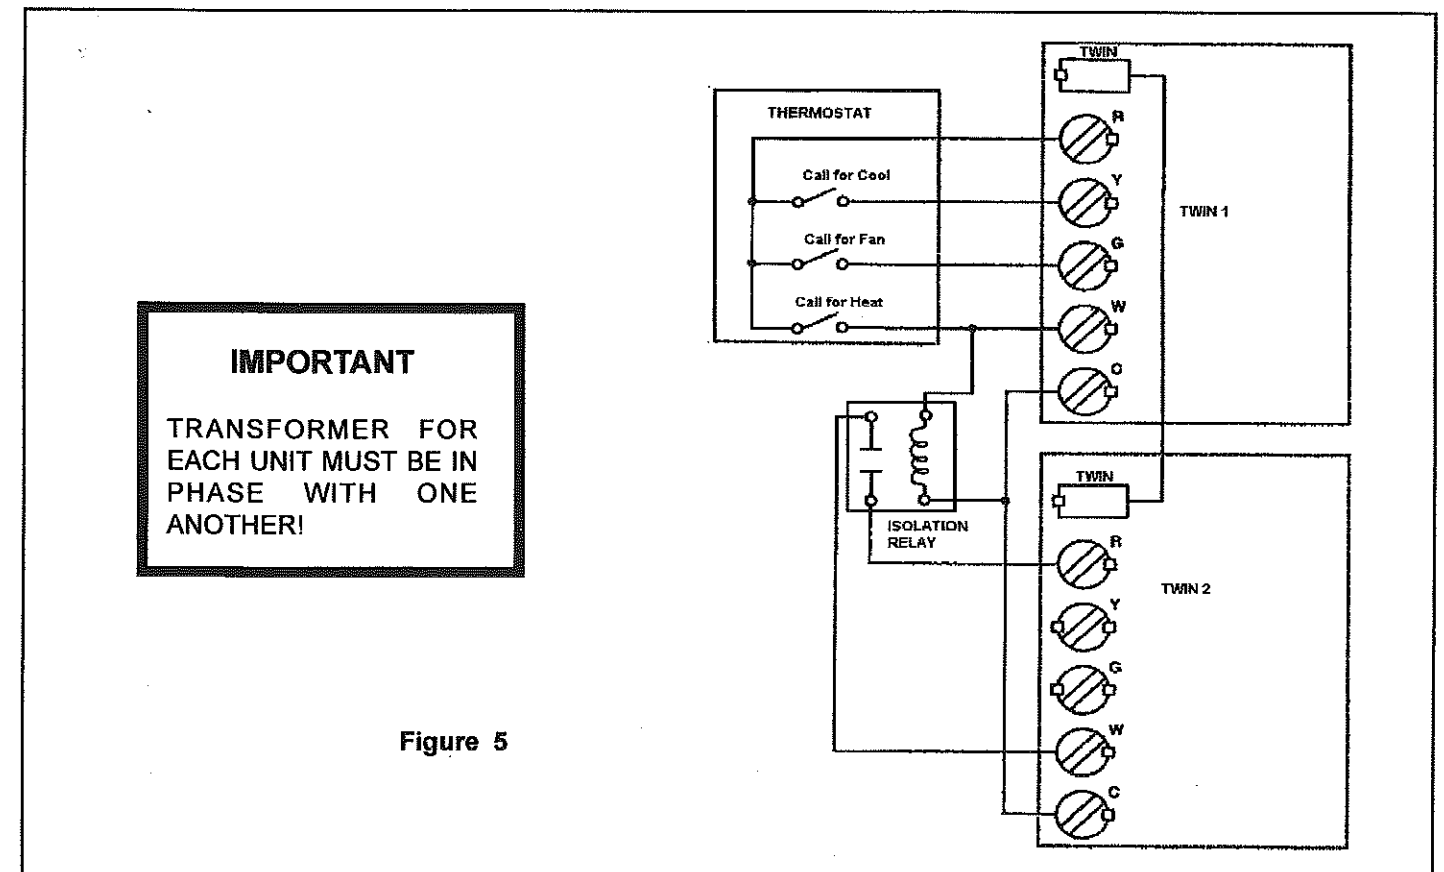 IMPORTANT
TRANSFORMER FOR
EACH UNIT MUST BE IN
PHASE WITH ONE
ANOTHER!
Figure 5
THERMOSTAT
Call for Cool
Call for Fan
Call for Heat
ISOLATION
RELAY
TWIN
R
Y
G
W
C
TWIN 1
TWIN
R
Y
G
W
C
TWIN 2